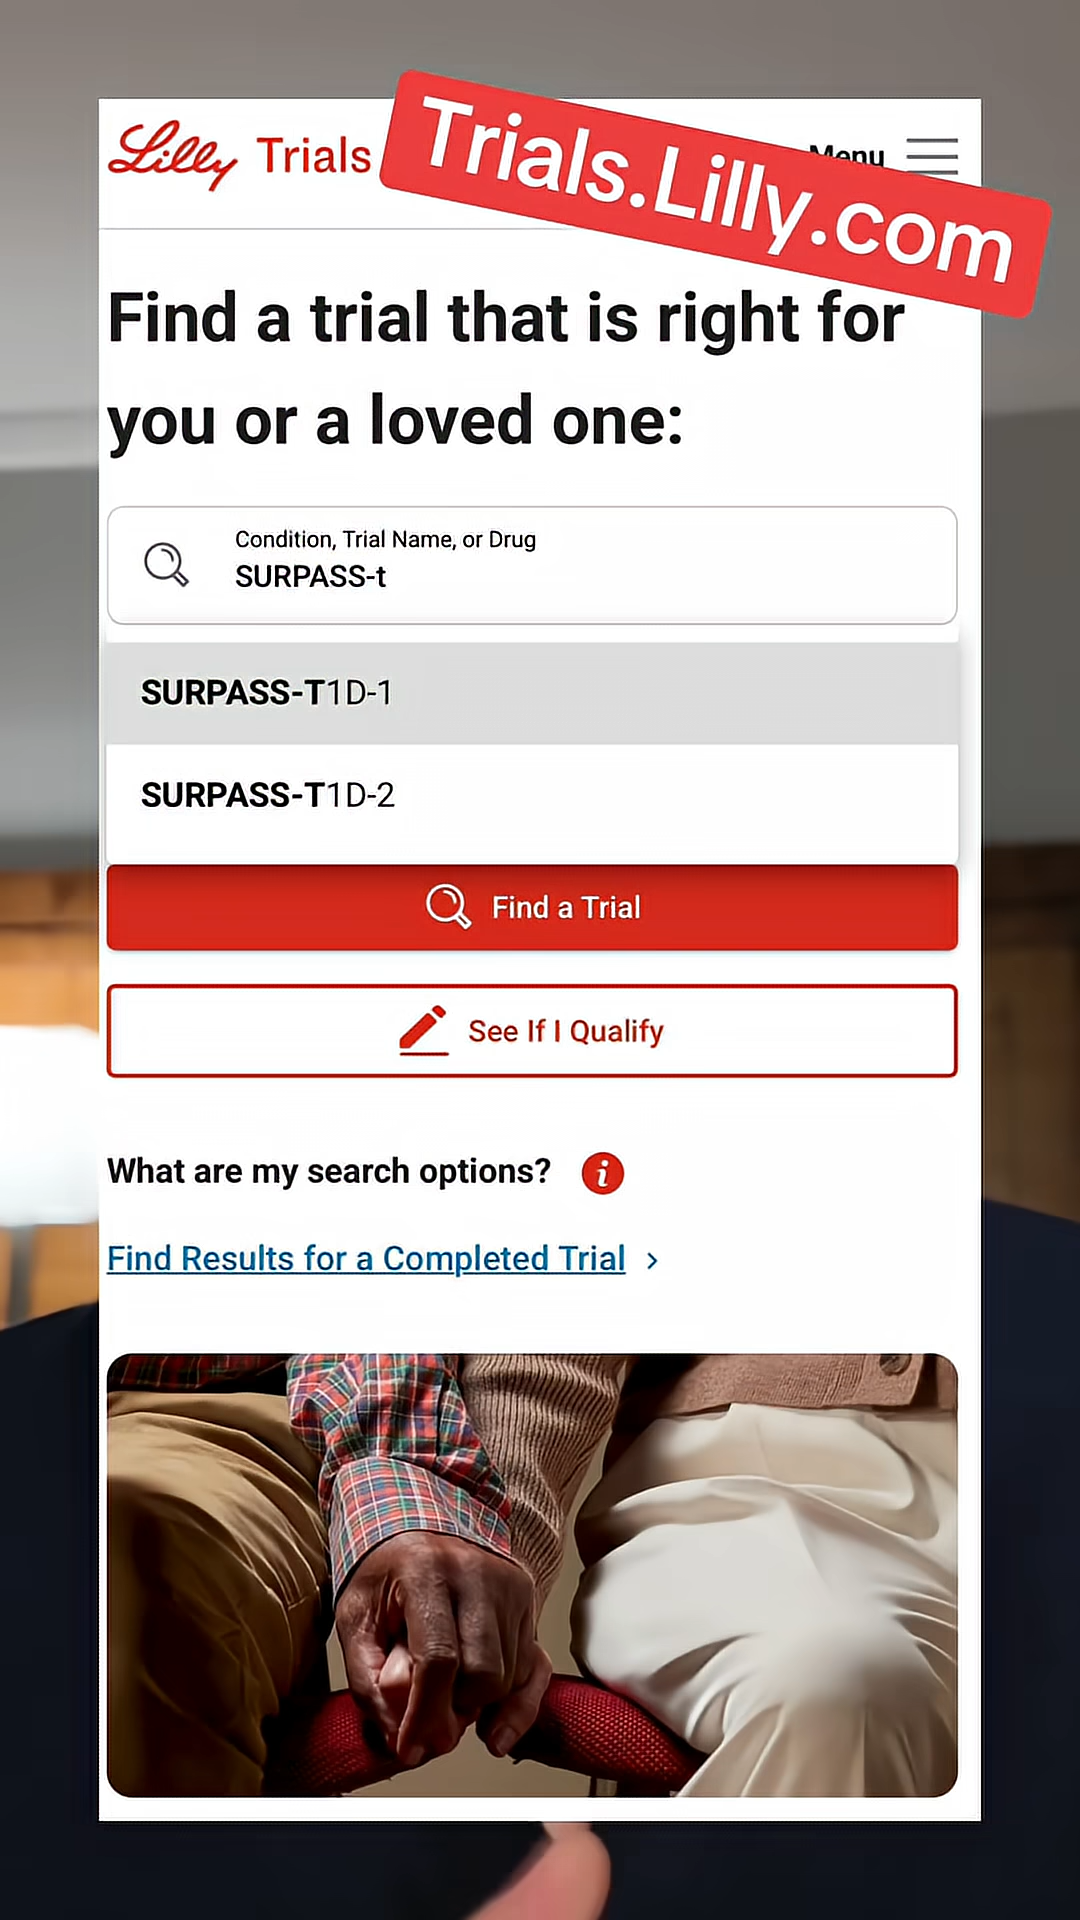 Lilly Trials
Trials.Lilly.com
Menu
Find a trial that is right for
you or a loved one:
Condition, Trial Name, or Drug
SURPASS-t
SURPASS-T1D-1
SURPASS-T1D-2
Find a Trial
See If I Qualify
What are my search options? i
Find Results for a Completed Trial >